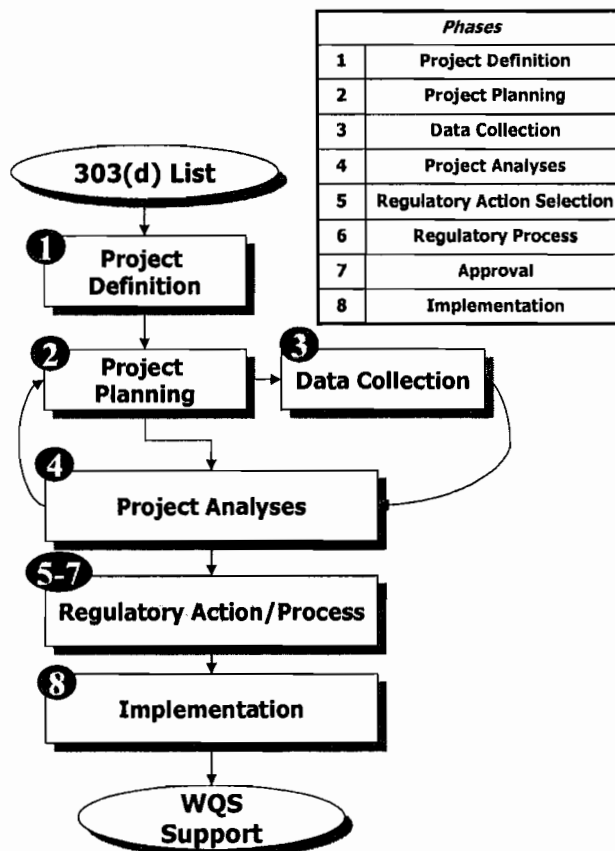 Phases
1 Project Definition
2 Project Planning
3 Data Collection
4 Project Analyses
5 Regulatory Action Selection
6 Regulatory Process
7 Approval
8 Implementation
303(d) List
1
Project
Definition
2
Project
Planning
3
Data Collection
4
Project Analyses
5-7
Regulatory Action/Process
8
Implementation
WQS
Support